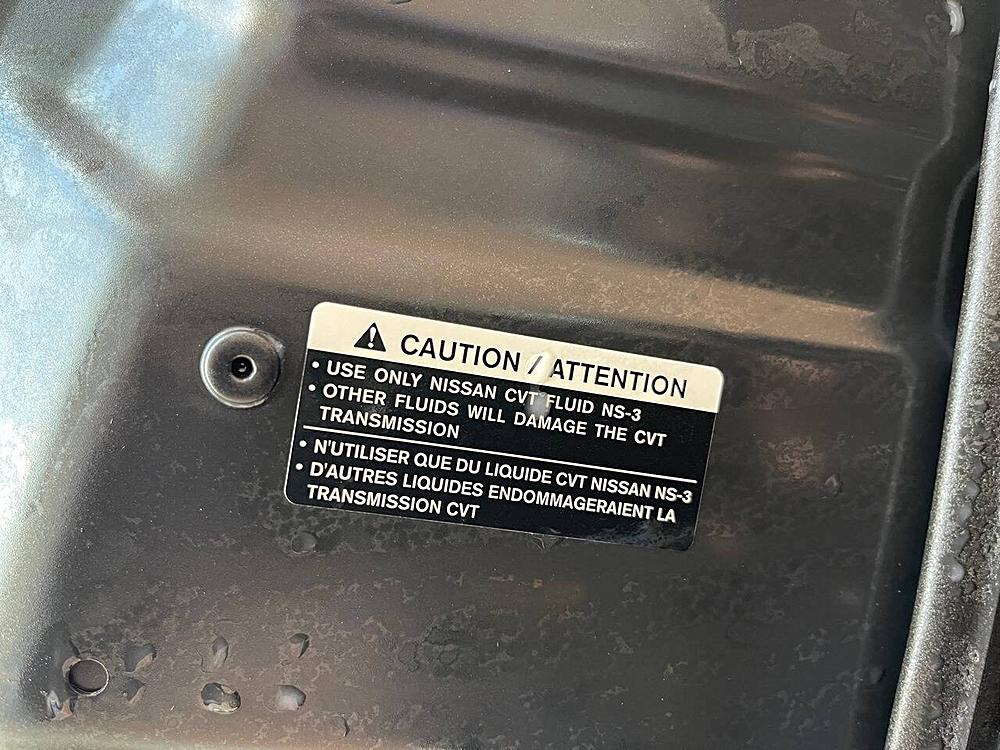 CAUTION / ATTENTION
• USE ONLY NISSAN CVT FLUID NS-3
• OTHER FLUIDS WILL DAMAGE THE CVT
TRANSMISSION
• N'UTILISER QUE DU LIQUIDE CVT NISSAN NS-3
• D'AUTRES LIQUIDES ENDOMMAGERAIENT LA
TRANSMISSION CVT